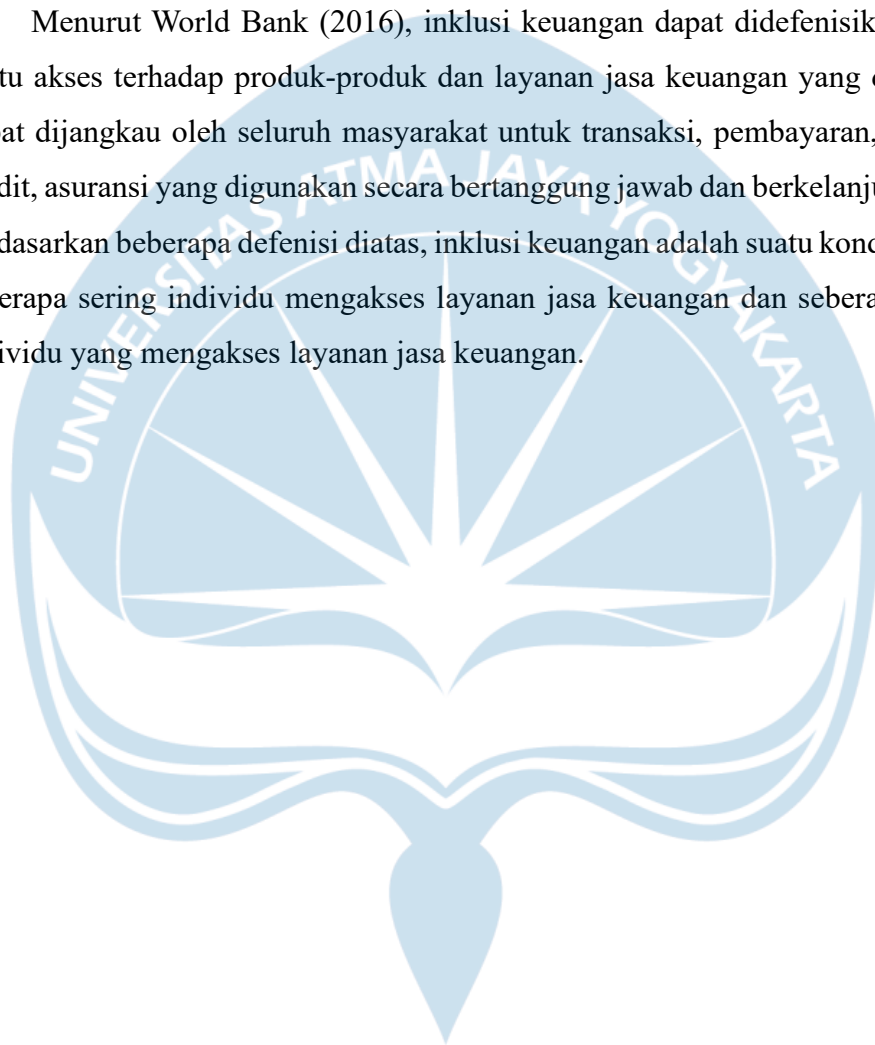 Menurut World Bank (2016), inklusi keuangan dapat didefenisik
tu akses terhadap produk-produk dan layanan jasa keuangan yang
at dijangkau oleh seluruh masyarakat untuk transaksi, pembayaran,
dit, asuransi yang digunakan secara bertanggung jawab dan berkelanju
dasarkan beberapa defenisi diatas, inklusi keuangan adalah suatu kond
erapa sering individu mengakses layanan jasa keuangan dan sebera
ividu yang mengakses layanan jasa keuangan.
UNIVERSITAS ATMA JAYA YOGYAKARTA